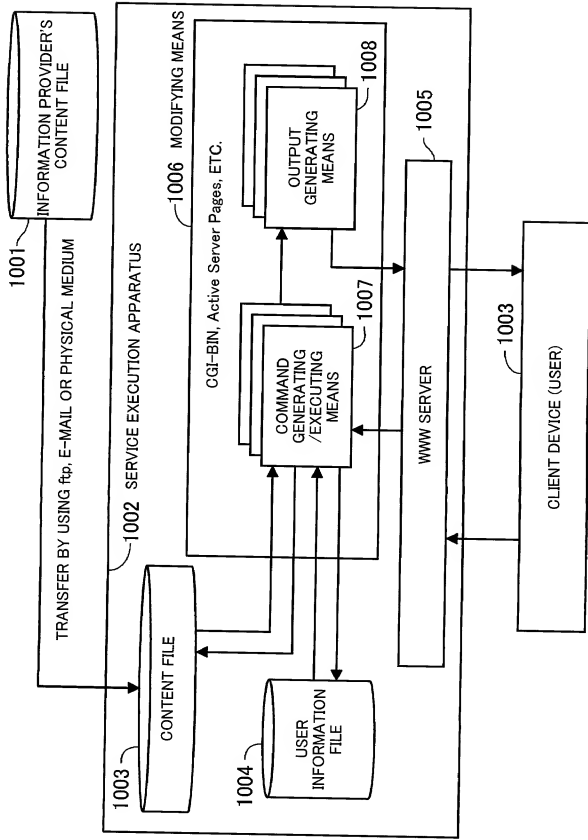 1001
INFORMATION PROVIDER'S
CONTENT FILE
TRANSFER BY USING ftp, E-MAIL OR PHYSICAL MEDIUM
1002 SERVICE EXECUTION APPARATUS
1003
CONTENT FILE
1004
USER
INFORMATION
FILE
1006 MODIFYING MEANS
CGI-BIN, Active Server Pages, ETC.
COMMAND
GENERATING
/EXECUTING
MEANS
1007
OUTPUT
GENERATING
MEANS
1008
WWW SERVER
1005
1003
CLIENT DEVICE (USER)